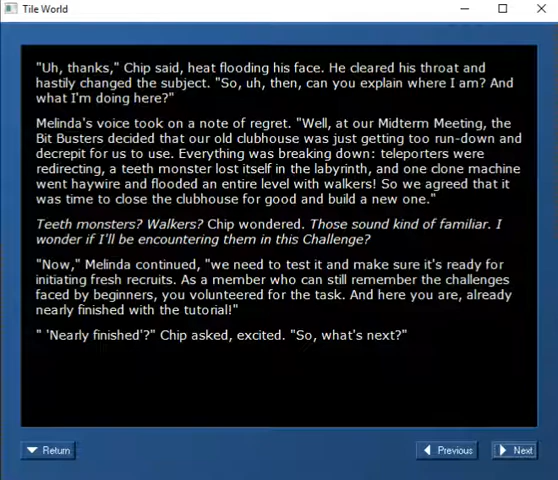 Tile World
"Uh, thanks," Chip said, heat flooding his face. He cleared his throat and
hastily changed the subject. "So, uh, then, can you explain where I am? And
what I'm doing here?"
Melinda's voice took on a note of regret. "Well, at our Midterm Meeting, the
Bit Busters decided that our old clubhouse was just getting too run-down and
decrepit for us to use. Everything was breaking down: teleporters were
redirecting, a teeth monster lost itself in the labyrinth, and one clone machine
went haywire and flooded an entire level with walkers! So we agreed that it
was time to close the clubhouse for good and build a new one."
Teeth monsters? Walkers? Chip wondered. Those sound kind of familiar. I
wonder if I'll be encountering them in this Challenge?
"Now," Melinda continued, "we need to test it and make sure it's ready for
initiating fresh recruits. As a member who can still remember the challenges
faced by beginners, you volunteered for the task. And here you are, already
nearly finished with the tutorial!"
" 'Nearly finished'?" Chip asked, excited. "So, what's next?"
Return
Previous
Next